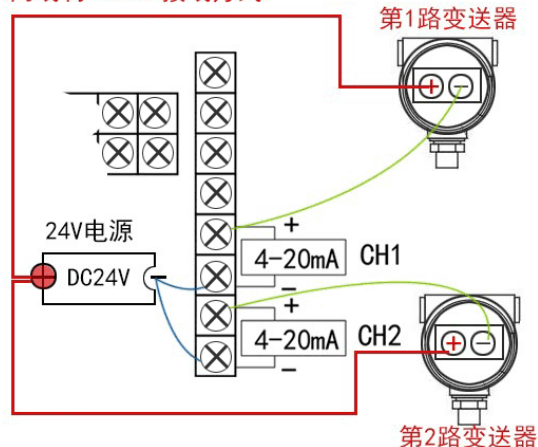 第1路变送器
+ −
24V电源
DC24V
−
+
4-20mA CH1
−
+
4-20mA CH2
−
+ −
第2路变送器